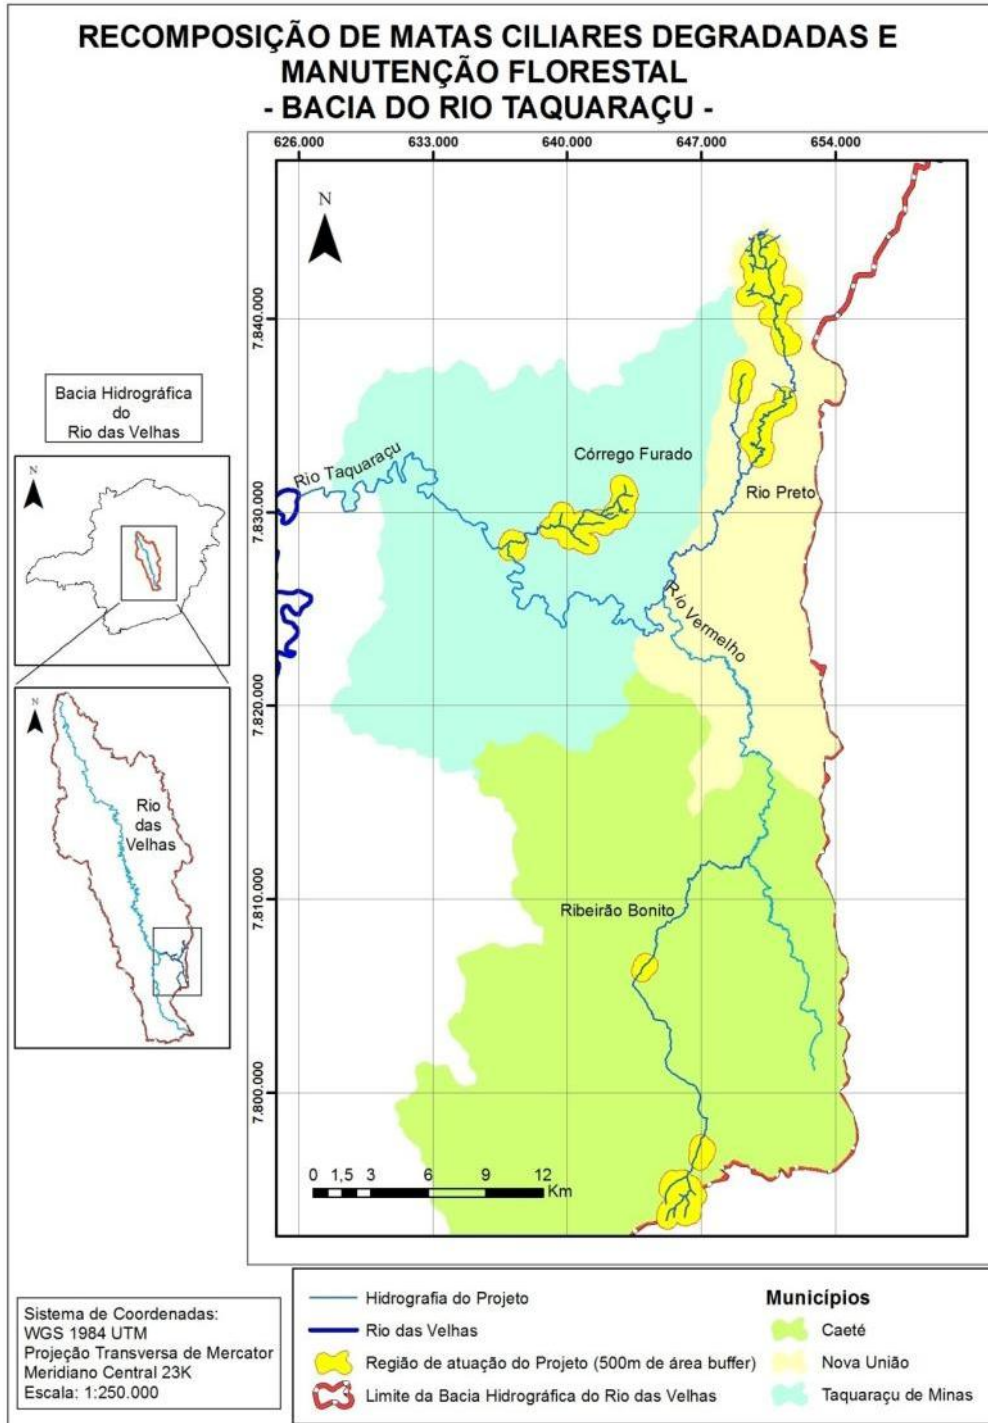 RECOMPOSIÇÃO DE MATAS CILIARES DEGRADADAS E
MANUTENÇÃO FLORESTAL
- BACIA DO RIO TAQUARAÇU -
626.000 633.000 640.000 647.000 654.000
N
7.840.000
7.830.000
7.820.000
7.810.000
7.800.000
Bacia Hidrográfica
do
Rio das Velhas
N
N
Rio
das
Velhas
Rio Taquaraçu
Córrego Furado
Rio Preto
Rio Vermelho
Ribeirão Bonito
0 1,5 3 6 9 12
Km
Sistema de Coordenadas:
WGS 1984 UTM
Projeção Transversa de Mercator
Meridiano Central 23K
Escala: 1:250.000
Hidrografia do Projeto
Rio das Velhas
Região de atuação do Projeto (500m de área buffer)
Limite da Bacia Hidrográfica do Rio das Velhas
Municípios
Caeté
Nova União
Taquaraçu de Minas